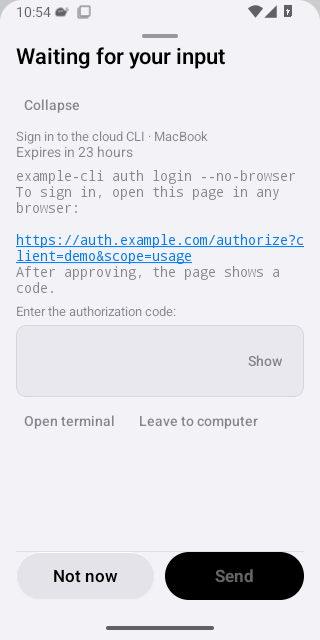 10:54
Waiting for your input
Collapse
Sign in to the cloud CLI · MacBook
Expires in 23 hours
example-cli auth login --no-browser
To sign in, open this page in any
browser:
https://auth.example.com/authorize?c
lient=demo&scope=usage
After approving, the page shows a
code.
Enter the authorization code:
Show
Open terminal Leave to computer
Not now Send